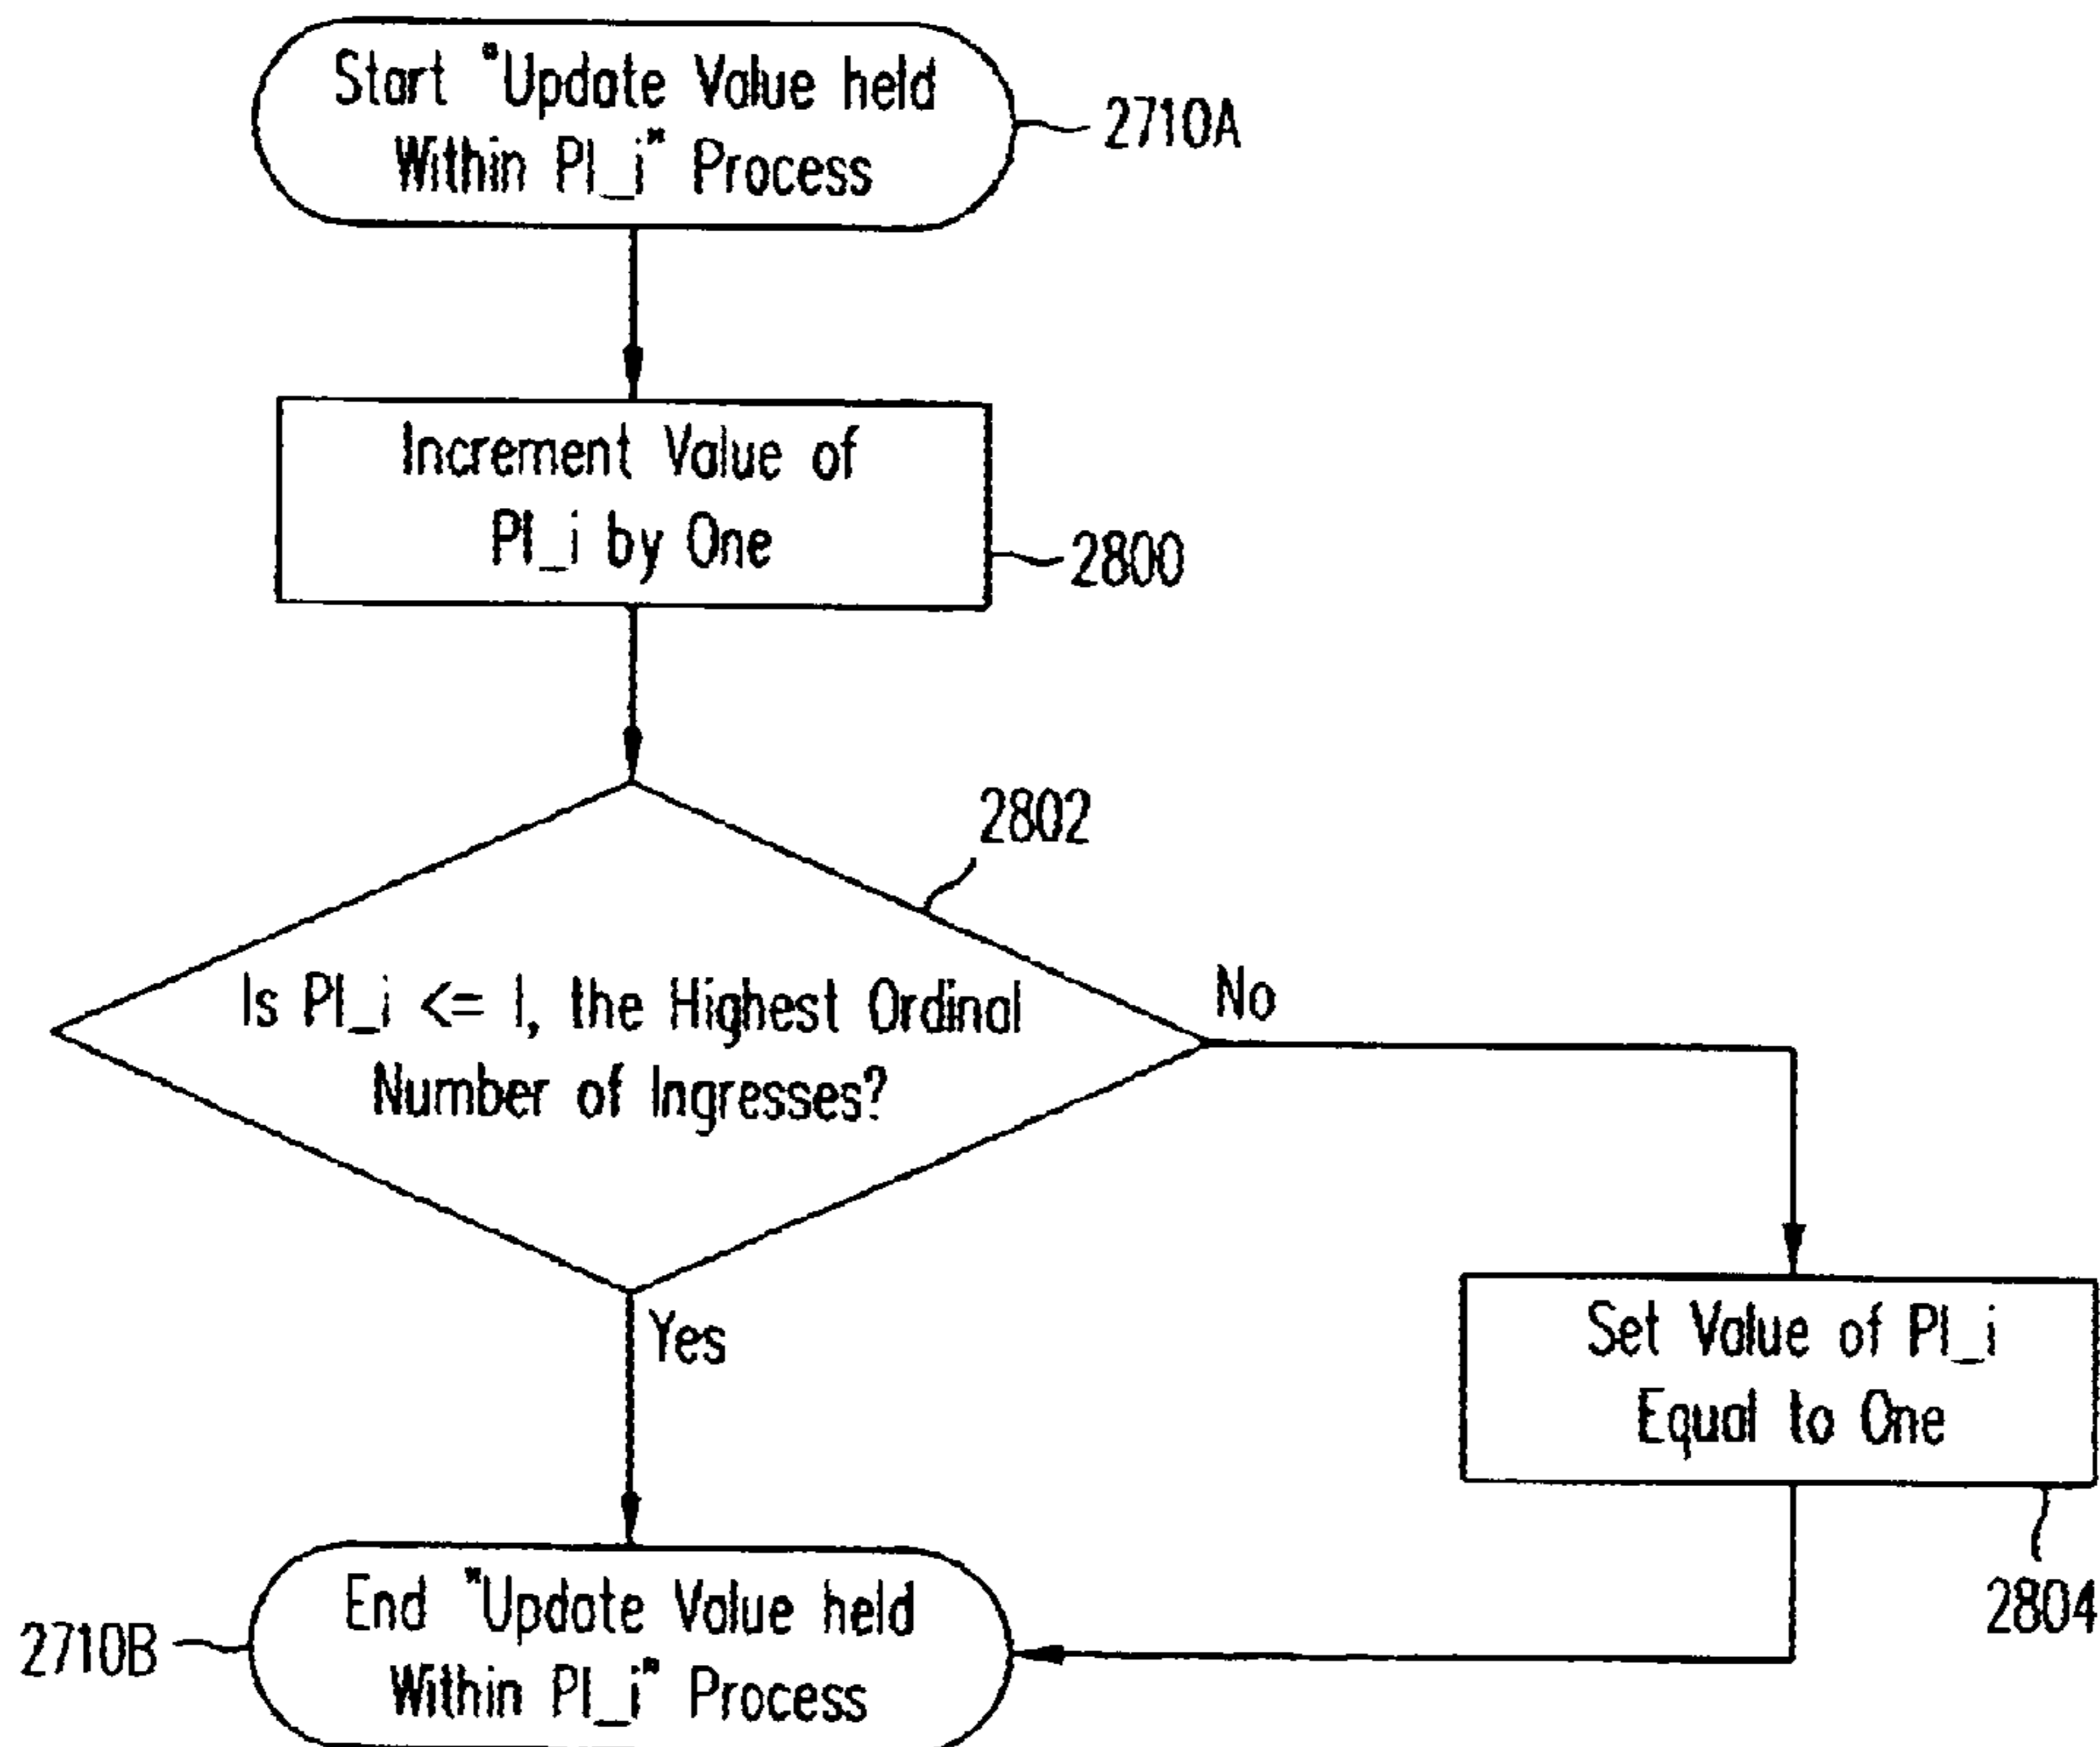 Start "Update Value held
Within PI_i" Process
2710A
Increment Value of
PI_i by One
2800
2802
Is PI_i <= I, the Highest Ordinal
Number of Ingresses?
No
Yes
Set Value of PI_i
Equal to One
2804
End "Update Value held
Within PI_i" Process
2710B